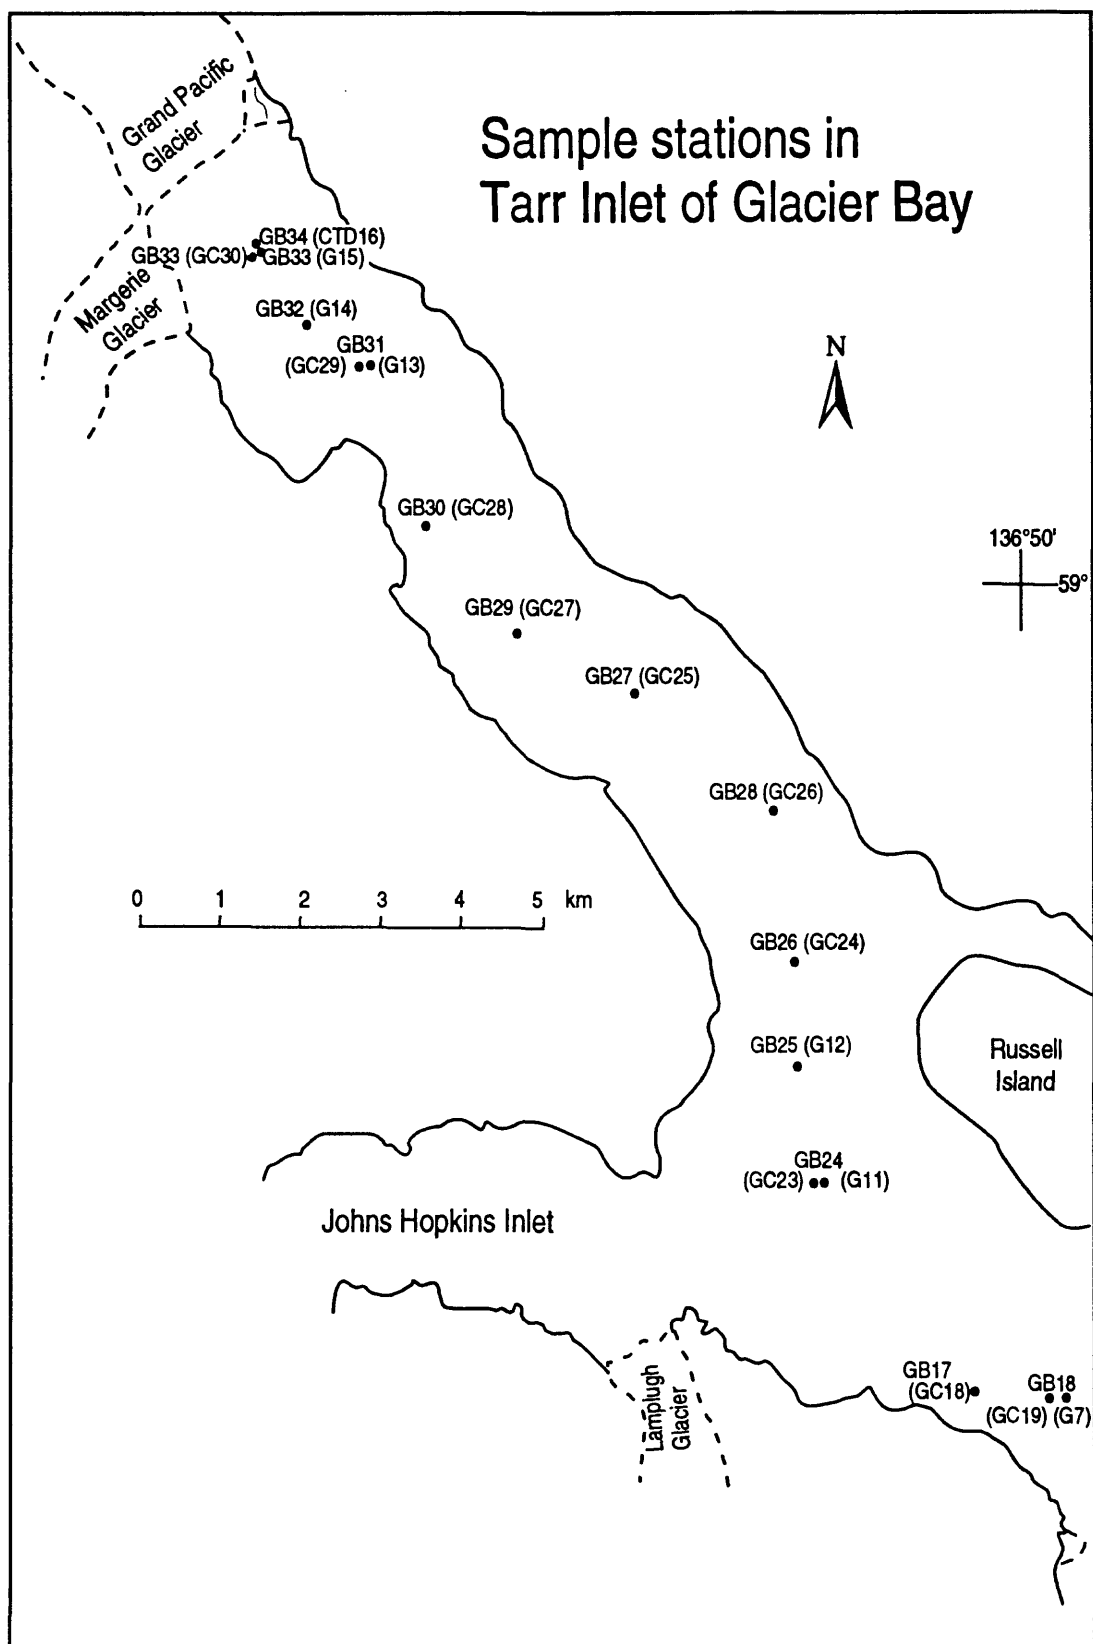 Grand Pacific
Glacier
Sample stations in
Tarr Inlet of Glacier Bay
GB34 (CTD16)
GB33 (GC30)
GB33 (G15)
Margerie
Glacier
GB32 (G14)
GB31
(GC29)
(G13)
N
GB30 (GC28)
136°50'
59°
GB29 (GC27)
GB27 (GC25)
GB28 (GC26)
0 1 2 3 4 5 km
GB26 (GC24)
GB25 (G12)
Russell
Island
GB24
(GC23)
(G11)
Johns Hopkins Inlet
Lamplugh
Glacier
GB17
(GC18)
GB18
(GC19) (G7)